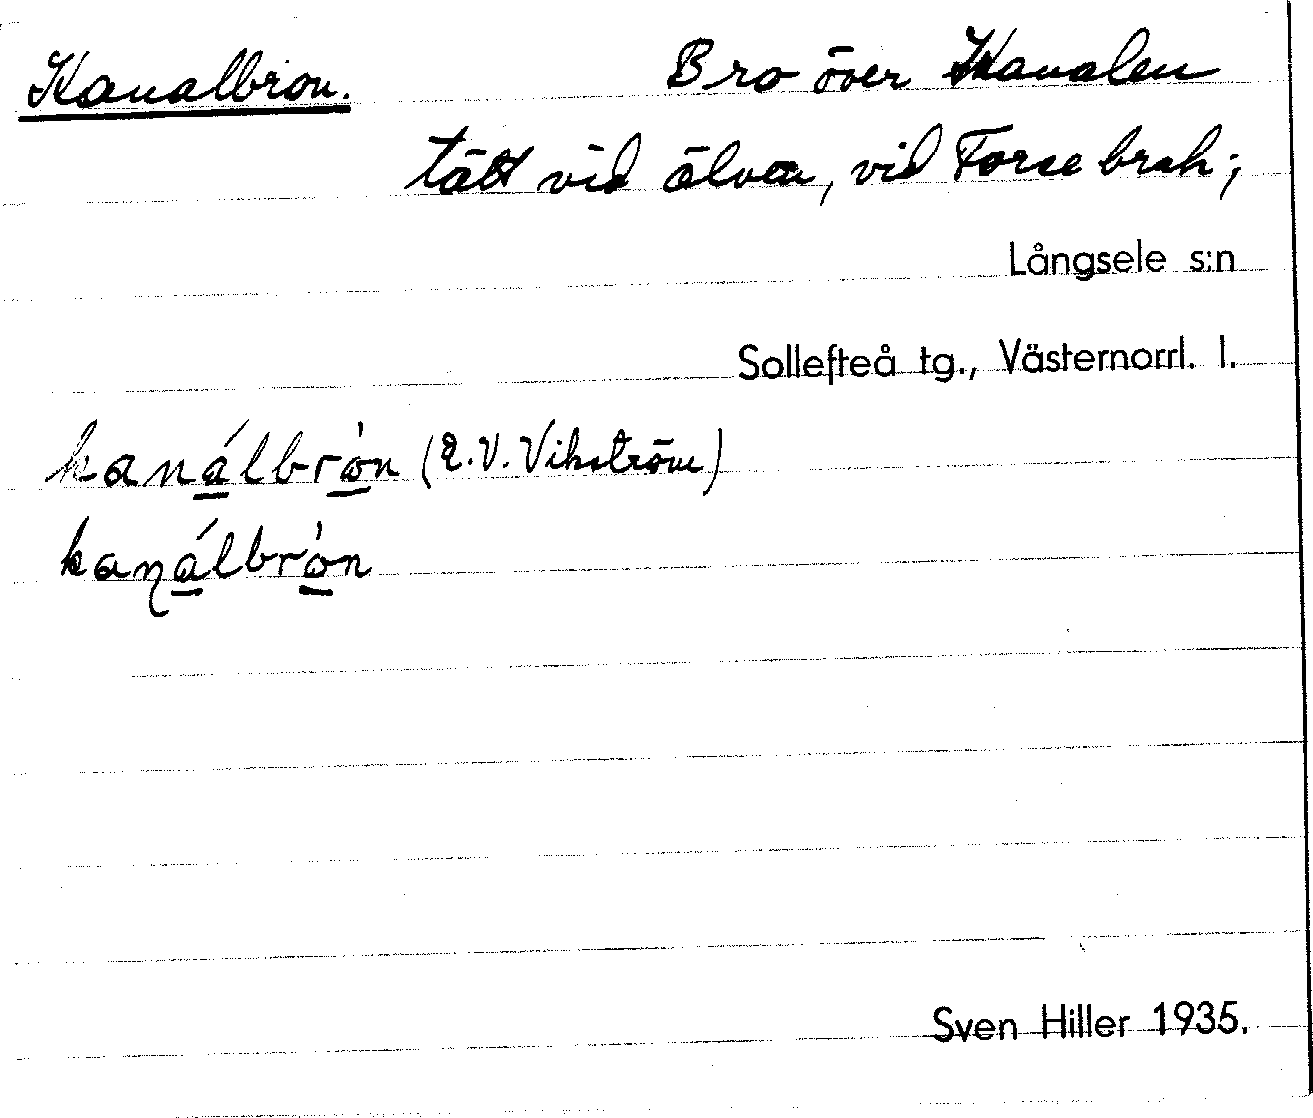 Kanalbron. Bro över Kanalen
tätt vid älven, vid Forse bruk;
Långsele s:n
Sollefteå tg., Västernorrl. l.
kanálbrón (E.V. Vikström)
kaņálbrón
Sven Hiller 1935.